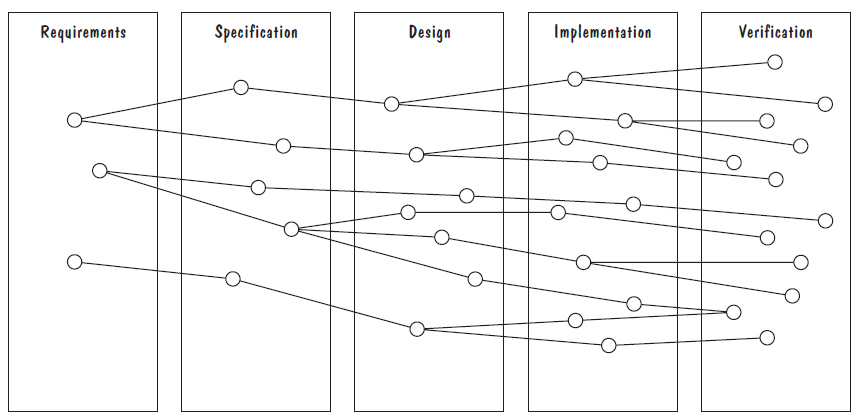 Requirements
Specification
Design
Implementation
Verification